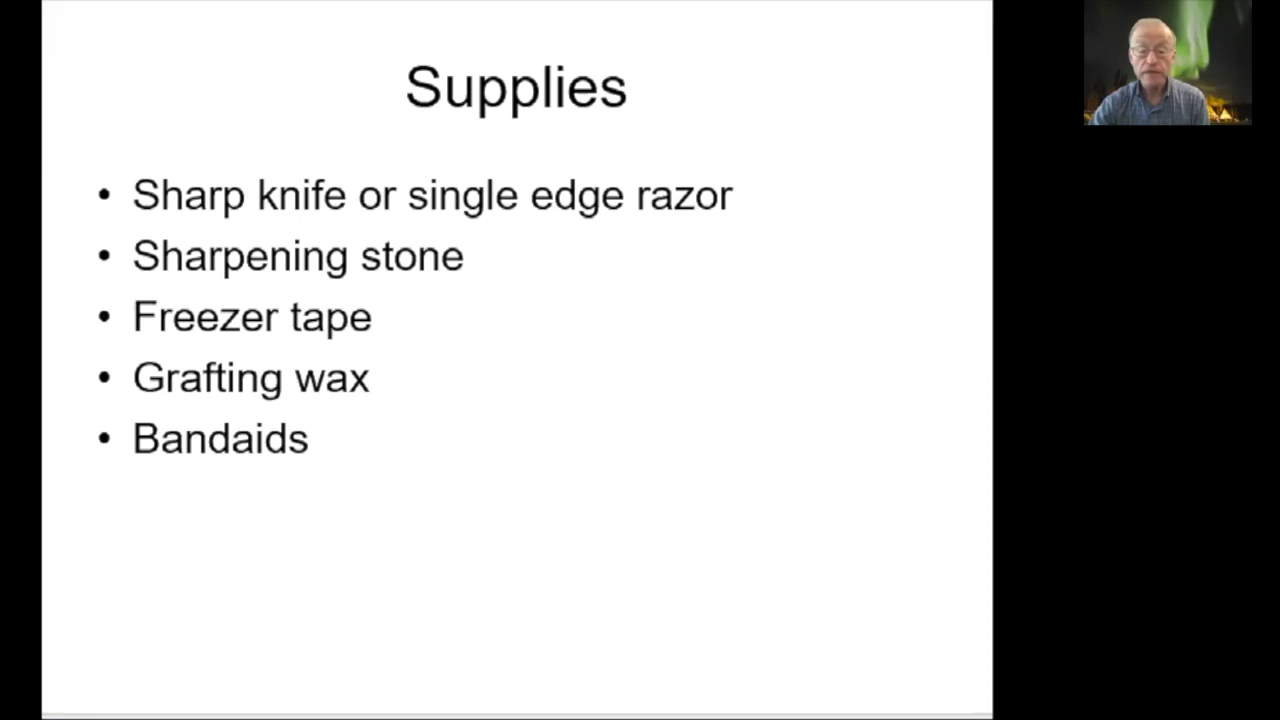 Supplies
• Sharp knife or single edge razor
• Sharpening stone
• Freezer tape
• Grafting wax
• Bandaids